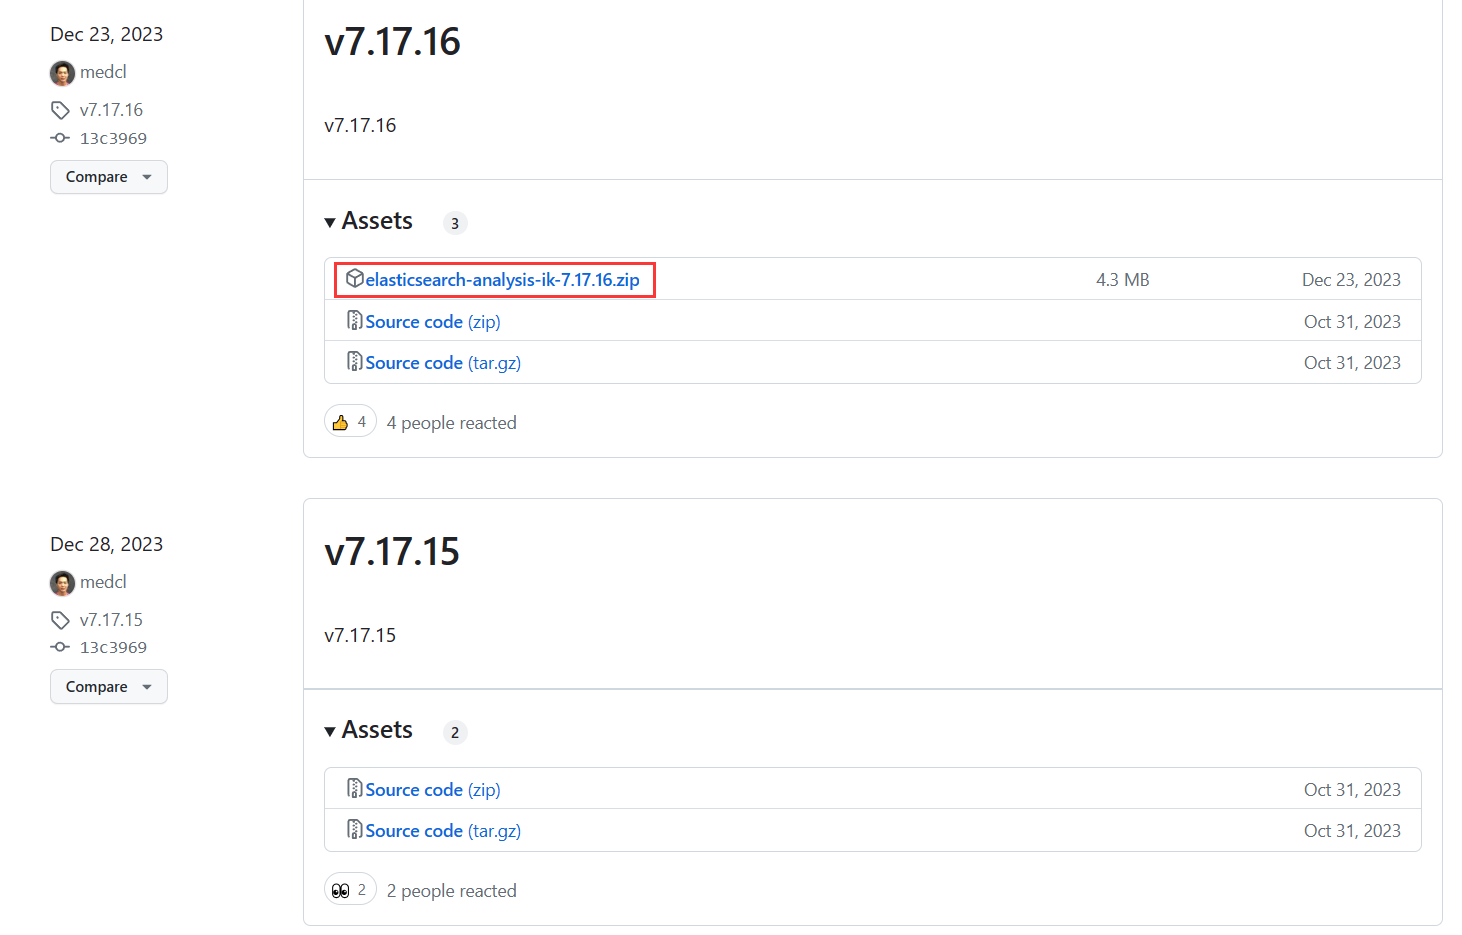 Dec 23, 2023
medcl
v7.17.16
13c3969
Compare
v7.17.16
v7.17.16
Assets 3
elasticsearch-analysis-ik-7.17.16.zip 4.3 MB Dec 23, 2023
Source code (zip) Oct 31, 2023
Source code (tar.gz) Oct 31, 2023
4 4 people reacted
Dec 28, 2023
medcl
v7.17.15
13c3969
Compare
v7.17.15
v7.17.15
Assets 2
Source code (zip) Oct 31, 2023
Source code (tar.gz) Oct 31, 2023
2 2 people reacted